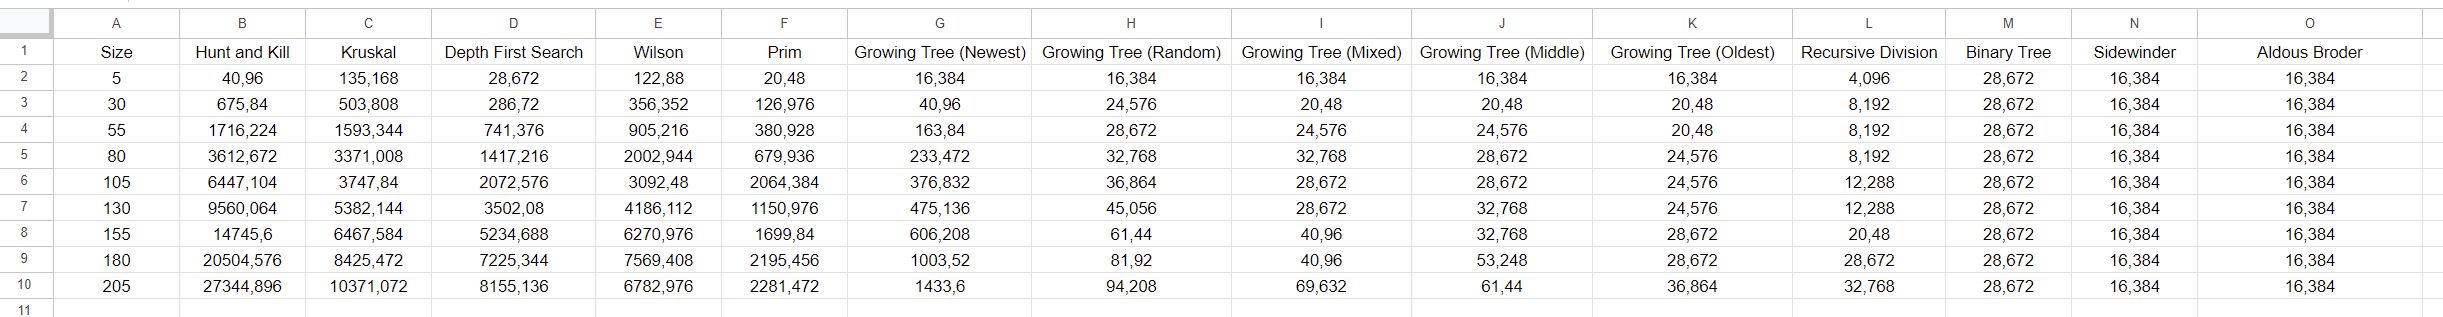 A B C D E F G H I J K L M N O
1 Size Hunt and Kill Kruskal Depth First Search Wilson Prim Growing Tree (Newest) Growing Tree (Random) Growing Tree (Mixed) Growing Tree (Middle) Growing Tree (Oldest) Recursive Division Binary Tree Sidewinder Aldous Broder
2 5 40,96 135,168 28,672 122,88 20,48 16,384 16,384 16,384 16,384 16,384 4,096 28,672 16,384 16,384
3 30 675,84 503,808 286,72 356,352 126,976 40,96 24,576 20,48 20,48 20,48 8,192 28,672 16,384 16,384
4 55 1716,224 1593,344 741,376 905,216 380,928 163,84 28,672 24,576 24,576 20,48 8,192 28,672 16,384 16,384
5 80 3612,672 3371,008 1417,216 2002,944 679,936 233,472 32,768 32,768 28,672 24,576 8,192 28,672 16,384 16,384
6 105 6447,104 3747,84 2072,576 3092,48 2064,384 376,832 36,864 28,672 28,672 24,576 12,288 28,672 16,384 16,384
7 130 9560,064 5382,144 3502,08 4186,112 1150,976 475,136 45,056 28,672 32,768 24,576 12,288 28,672 16,384 16,384
8 155 14745,6 6467,584 5234,688 6270,976 1699,84 606,208 61,44 40,96 32,768 28,672 20,48 28,672 16,384 16,384
9 180 20504,576 8425,472 7225,344 7569,408 2195,456 1003,52 81,92 40,96 53,248 28,672 28,672 28,672 16,384 16,384
10 205 27344,896 10371,072 8155,136 6782,976 2281,472 1433,6 94,208 69,632 61,44 36,864 32,768 28,672 16,384 16,384
11